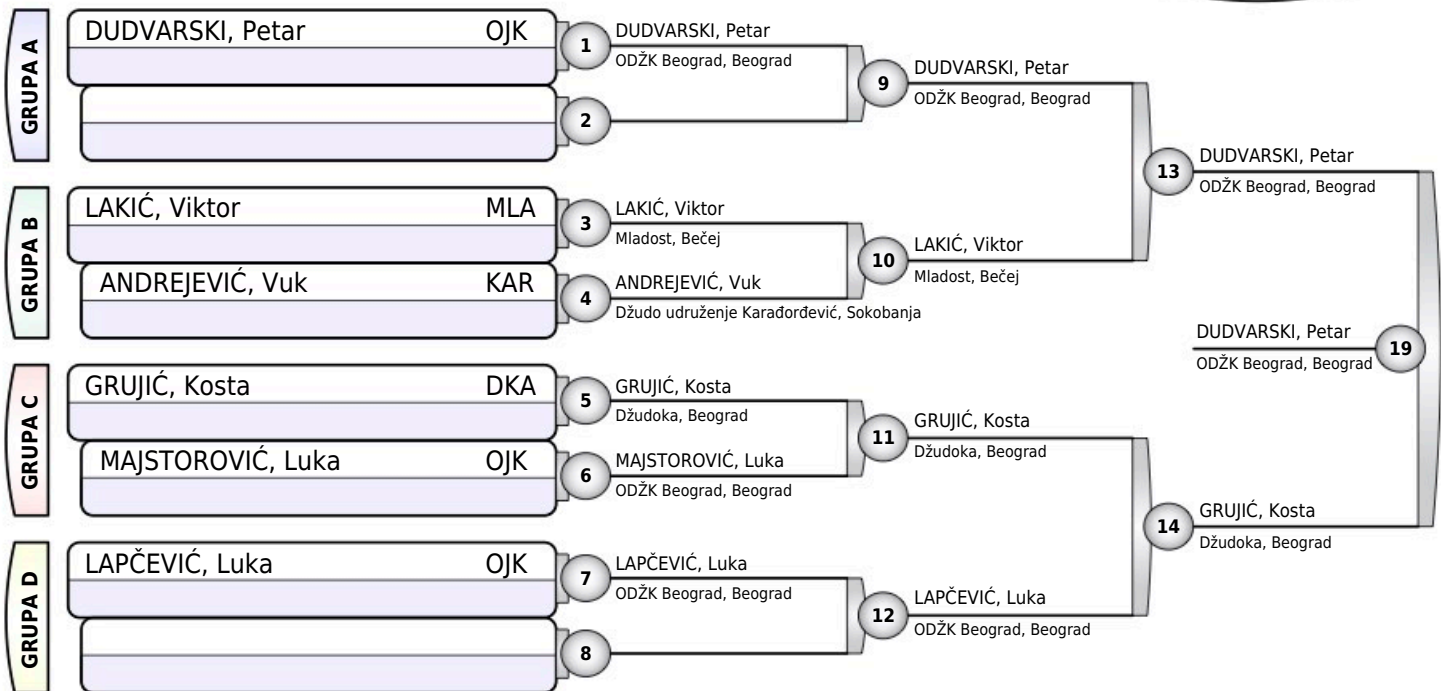 GRUPA A
DUDVARSKI, Petar OJK
1
DUDVARSKI, Petar
ODŽK Beograd, Beograd
2
9
DUDVARSKI, Petar
ODŽK Beograd, Beograd
GRUPA B
LAKIĆ, Viktor MLA
ANDREJEVIĆ, Vuk KAR
3
LAKIĆ, Viktor
Mladost, Bečej
4
ANDREJEVIĆ, Vuk
Džudo udruženje Karađorđević, Sokobanja
10
LAKIĆ, Viktor
Mladost, Bečej
13
DUDVARSKI, Petar
ODŽK Beograd, Beograd
GRUPA C
GRUJIĆ, Kosta DKA
MAJSTOROVIĆ, Luka OJK
5
GRUJIĆ, Kosta
Džudoka, Beograd
6
MAJSTOROVIĆ, Luka
ODŽK Beograd, Beograd
11
GRUJIĆ, Kosta
Džudoka, Beograd
GRUPA D
LAPČEVIĆ, Luka OJK
7
LAPČEVIĆ, Luka
ODŽK Beograd, Beograd
8
12
LAPČEVIĆ, Luka
ODŽK Beograd, Beograd
14
GRUJIĆ, Kosta
Džudoka, Beograd
DUDVARSKI, Petar
ODŽK Beograd, Beograd
19